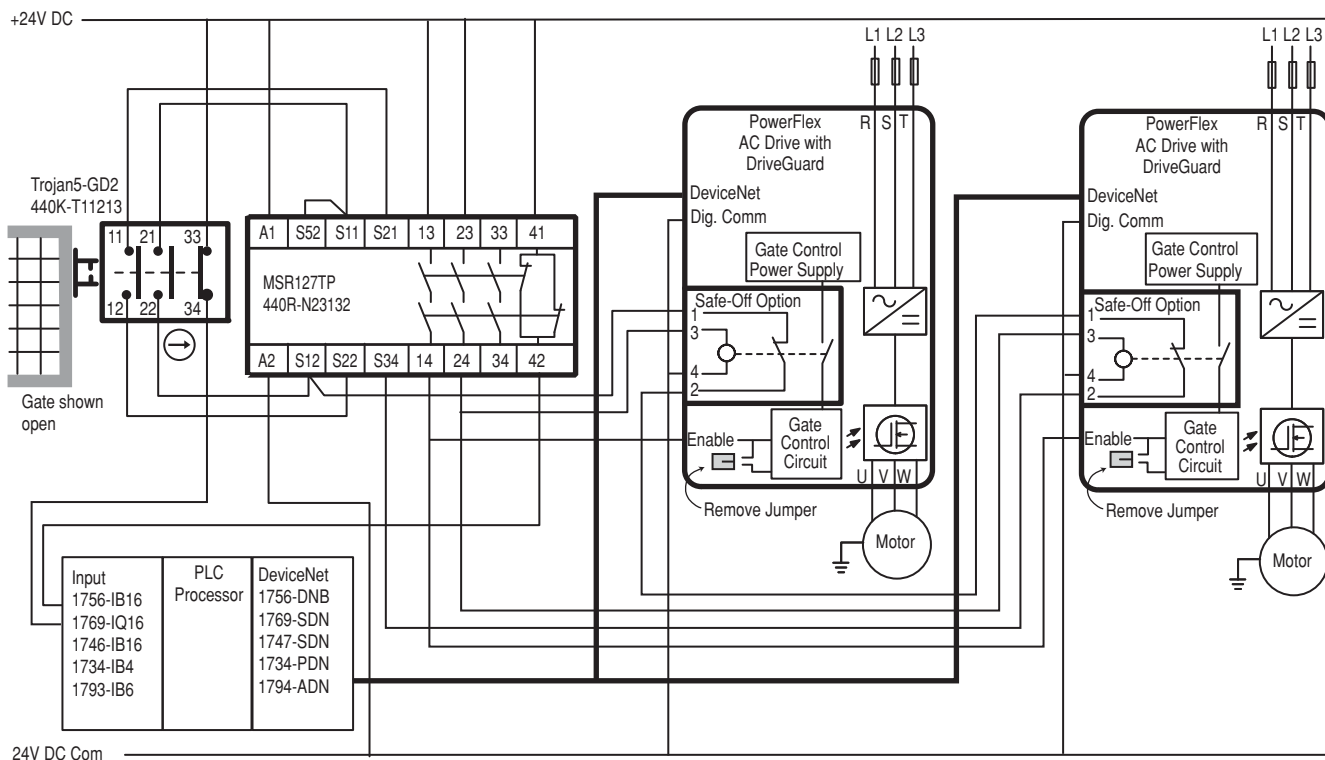 +24V DC
L1 L2 L3
L1 L2 L3
PowerFlex
AC Drive with
DriveGuard
R S T
PowerFlex
AC Drive with
DriveGuard
R S T
Trojan5-GD2
440K-T11213
DeviceNet
Dig. Comm
DeviceNet
Dig. Comm
11 21 33
12 22 34
A1 S52 S11 S21 13 23 33 41
MSR127TP
440R-N23132
A2 S12 S22 S34 14 24 34 42
Gate Control
Power Supply
Gate Control
Power Supply
Safe-Off Option
1
3
4
2
Safe-Off Option
1
3
4
2
Gate shown
open
Enable
Gate
Control
Circuit
Enable
Gate
Control
Circuit
U V W
U V W
Remove Jumper
Remove Jumper
Motor
Motor
Input
1756-IB16
1769-IQ16
1746-IB16
1734-IB4
1793-IB6
PLC
Processor
DeviceNet
1756-DNB
1769-SDN
1747-SDN
1734-PDN
1794-ADN
24V DC Com